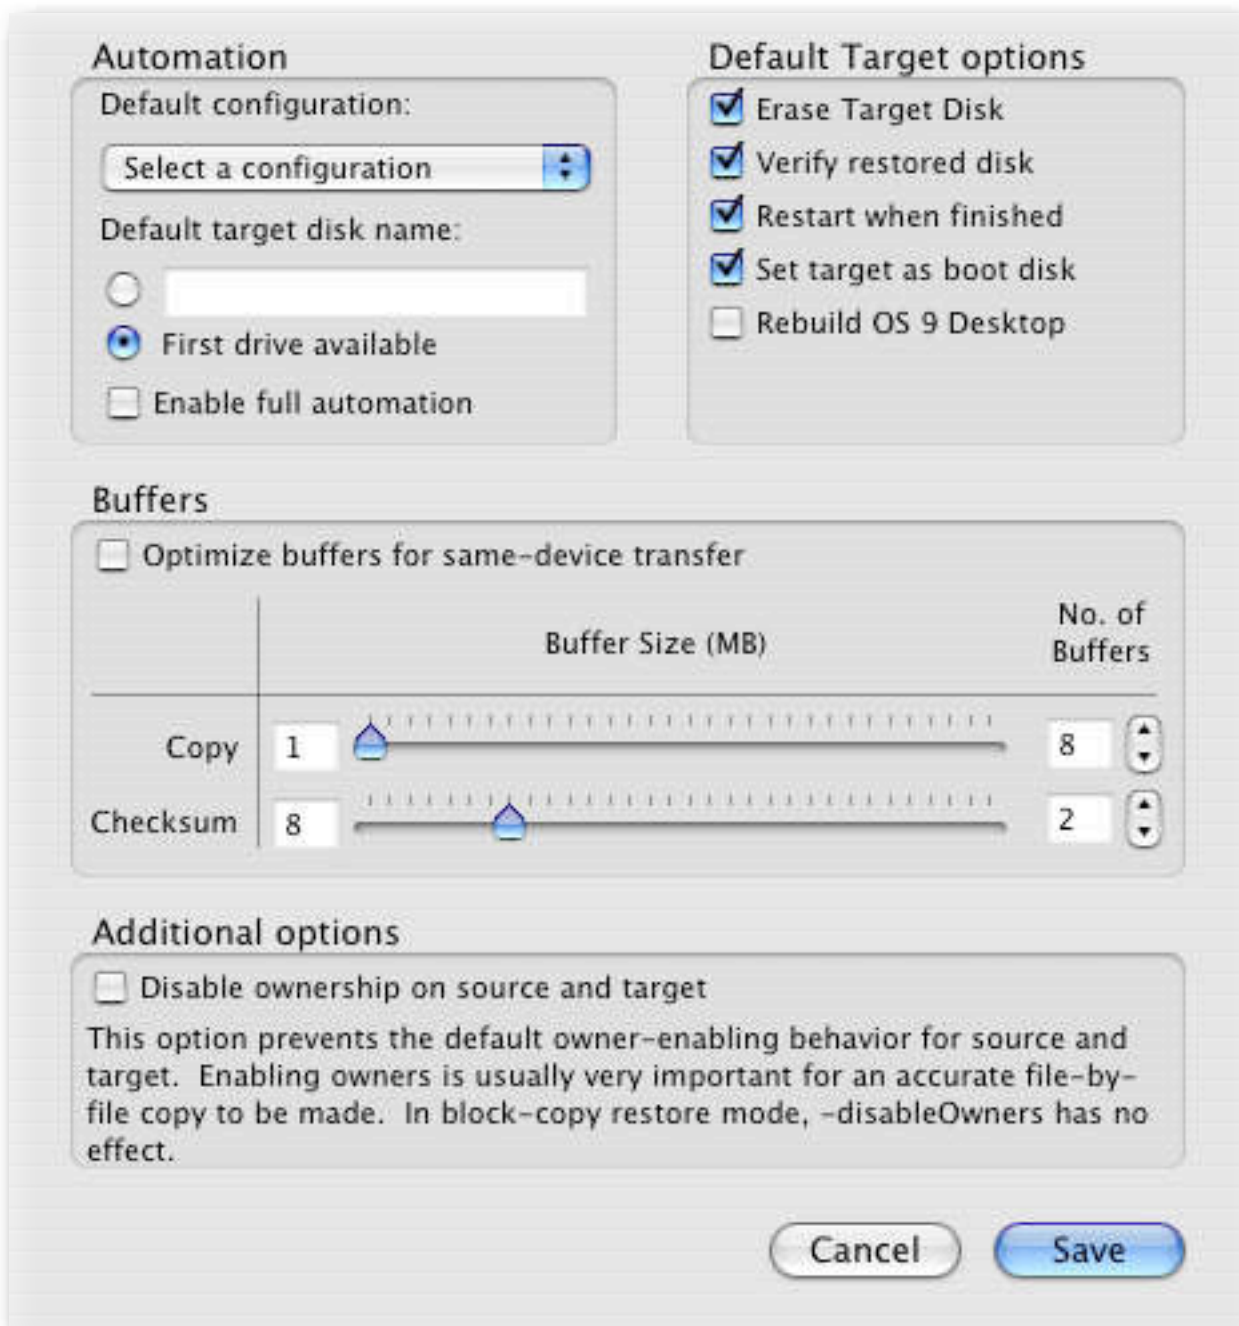 Automation
Default configuration:
Select a configuration
Default target disk name:
First drive available
Enable full automation
Default Target options
Erase Target Disk
Verify restored disk
Restart when finished
Set target as boot disk
Rebuild OS 9 Desktop
Buffers
Optimize buffers for same-device transfer
Buffer Size (MB)
No. of
Buffers
Copy 1 8
Checksum 8 2
Additional options
Disable ownership on source and target
This option prevents the default owner-enabling behavior for source and
target.  Enabling owners is usually very important for an accurate file-by-
file copy to be made.  In block-copy restore mode, -disableOwners has no
effect.
Cancel Save